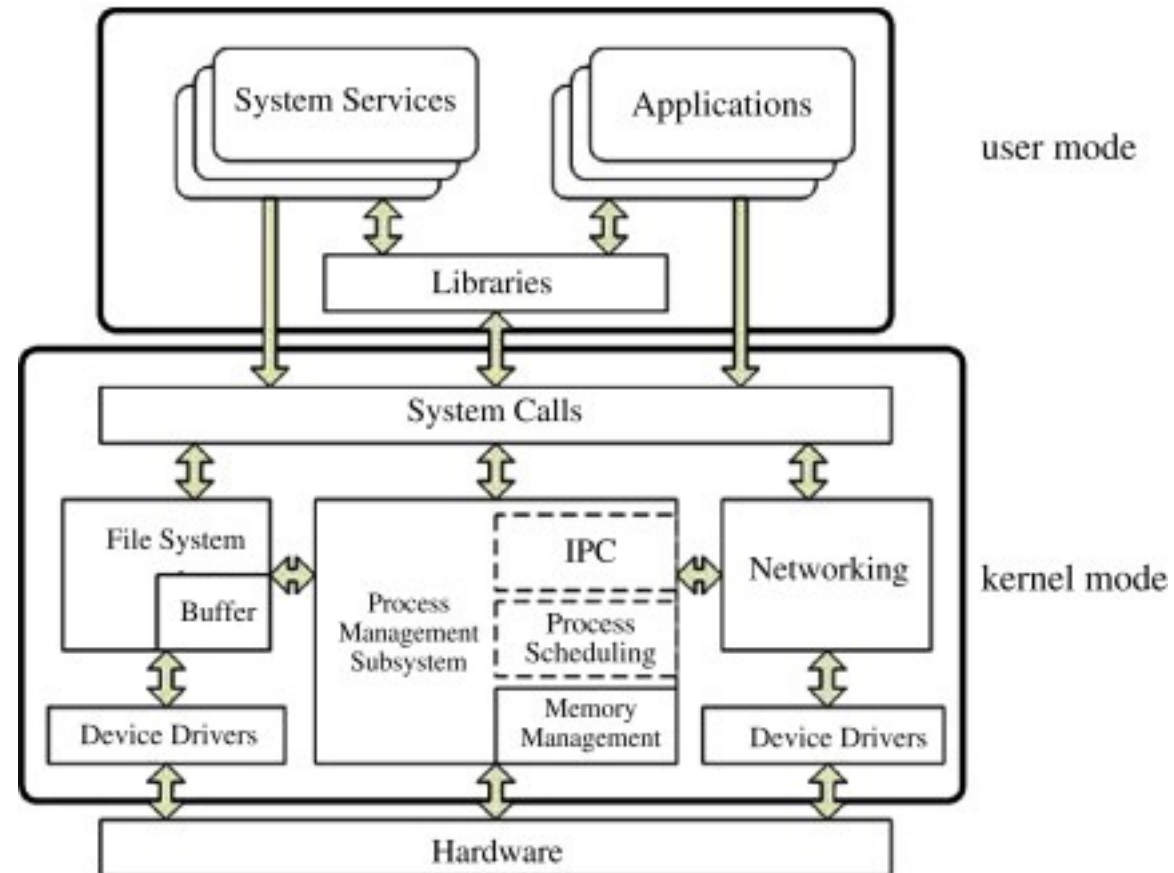 System Services
Applications
user mode
Libraries
System Calls
File System
Buffer
Process
Management
Subsystem
IPC
Process
Scheduling
Memory
Management
Networking
kernel mode
Device Drivers
Device Drivers
Hardware